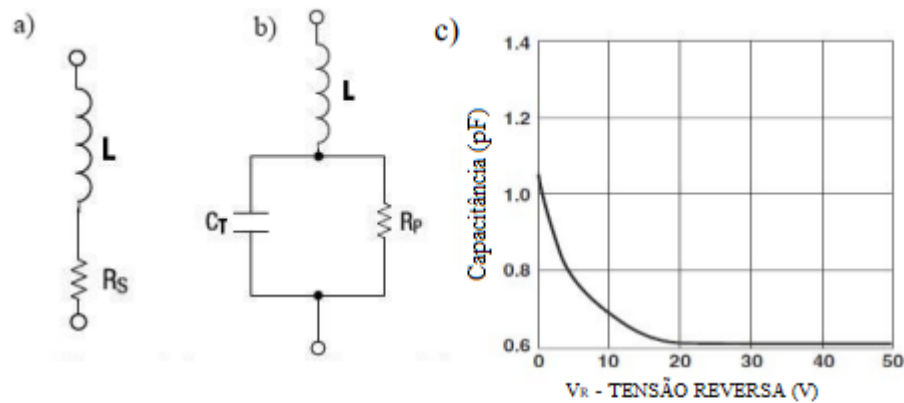 a)
L
Rs
b)
L
CT
RP
c)
Capacitância (pF)
1.4
1.2
1.0
0.8
0.6
0 10 20 30 40 50
VR - TENSÃO REVERSA (V)